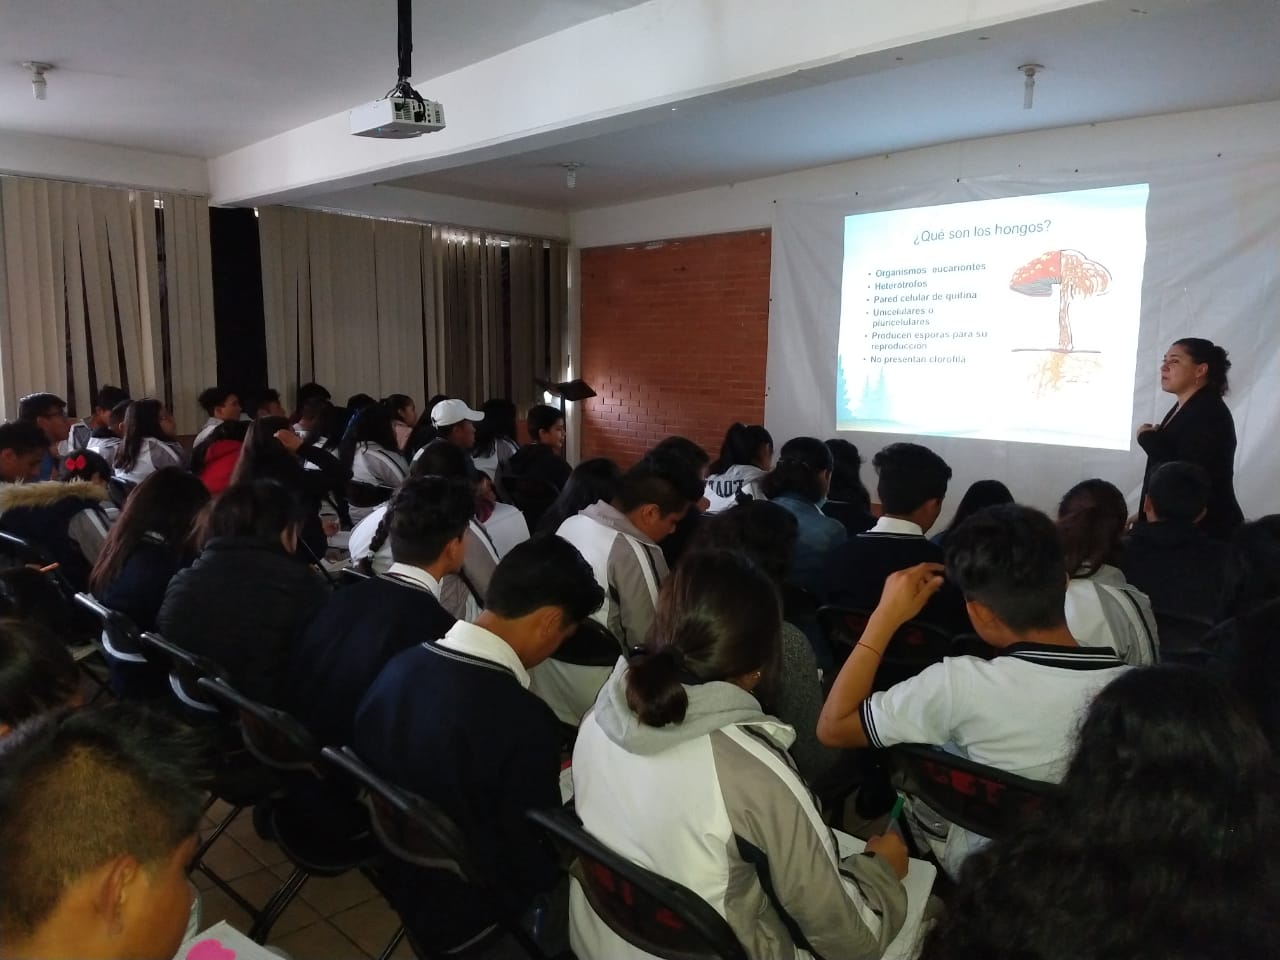 ¿Qué son los hongos?
• Organismos eucariontes
• Heterótrofos
• Pared celular de quitina
• Unicelulares o
pluricelulares
• Producen esporas para su
reproducción
• No presentan clorofila